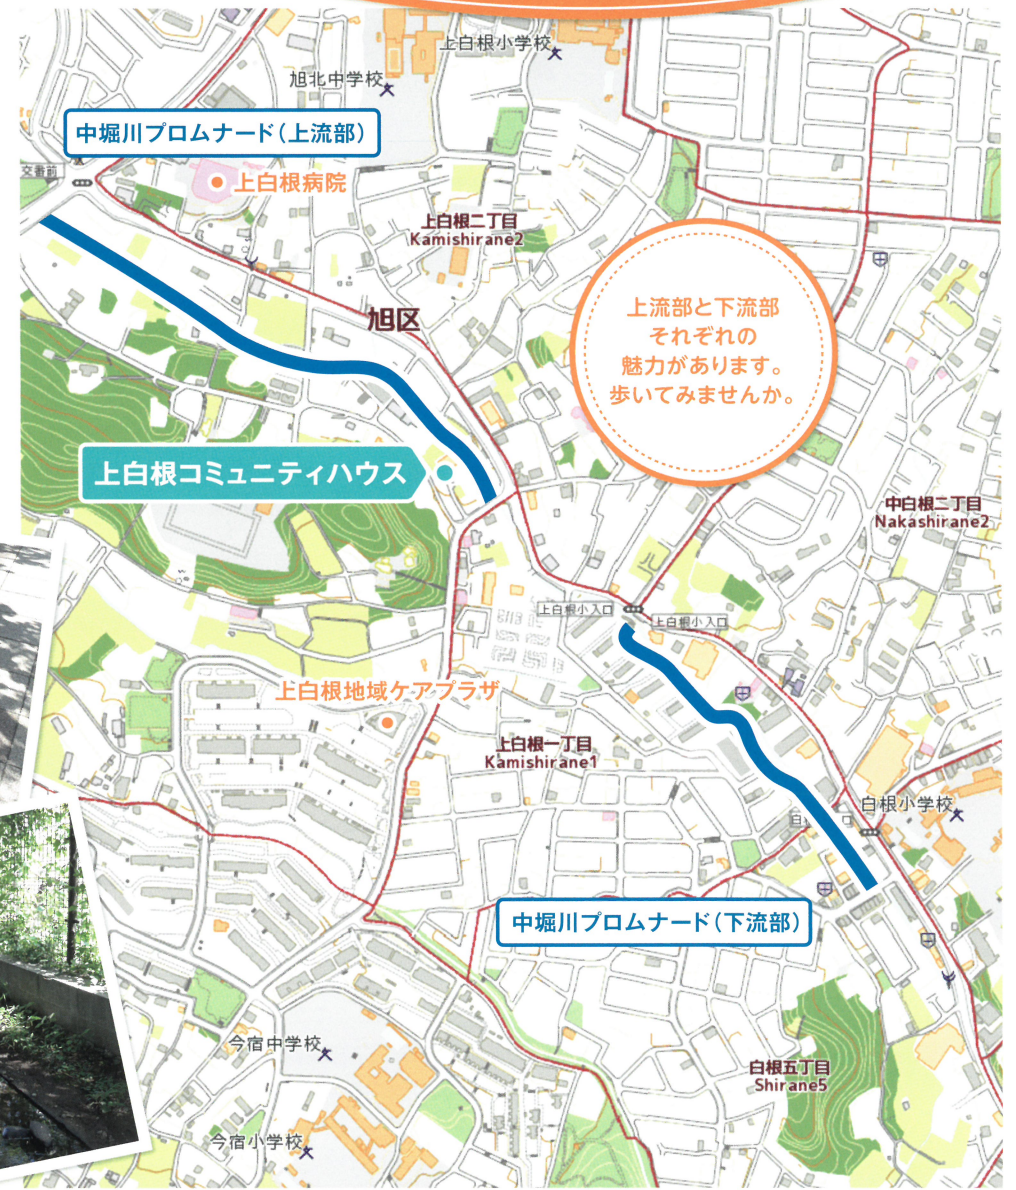 上白根小学校
旭北中学校
中堀川プロムナード（上流部）
交番前
上白根病院
上白根二丁目
Kamishirane2
旭区
上流部と下流部
それぞれの
魅力があります。
歩いてみませんか。
上白根コミュニティハウス
中白根二丁目
Nakashirane2
上白根小入口
上白根小入口
上白根地域ケアプラザ
上白根一丁目
Kamishirane1
白根小学校
中堀川プロムナード（下流部）
今宿中学校
白根五丁目
Shirane5
今宿小学校